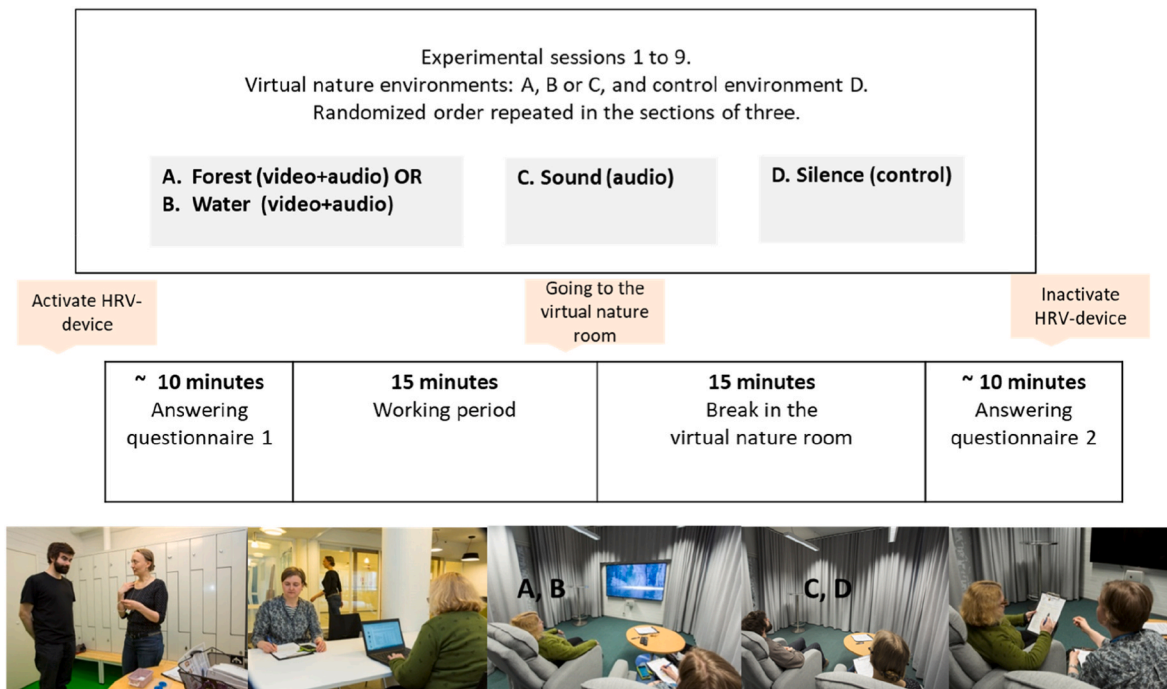 Experimental sessions 1 to 9.
Virtual nature environments: A, B or C, and control environment D.
Randomized order repeated in the sections of three.
A. Forest (video+audio) OR
B. Water (video+audio)
C. Sound (audio)
D. Silence (control)
Activate HRV-
device
Going to the
virtual nature
room
Inactivate
HRV-device
~ 10 minutes
Answering
questionnaire 1
15 minutes
Working period
15 minutes
Break in the
virtual nature room
~ 10 minutes
Answering
questionnaire 2
A, B
C, D